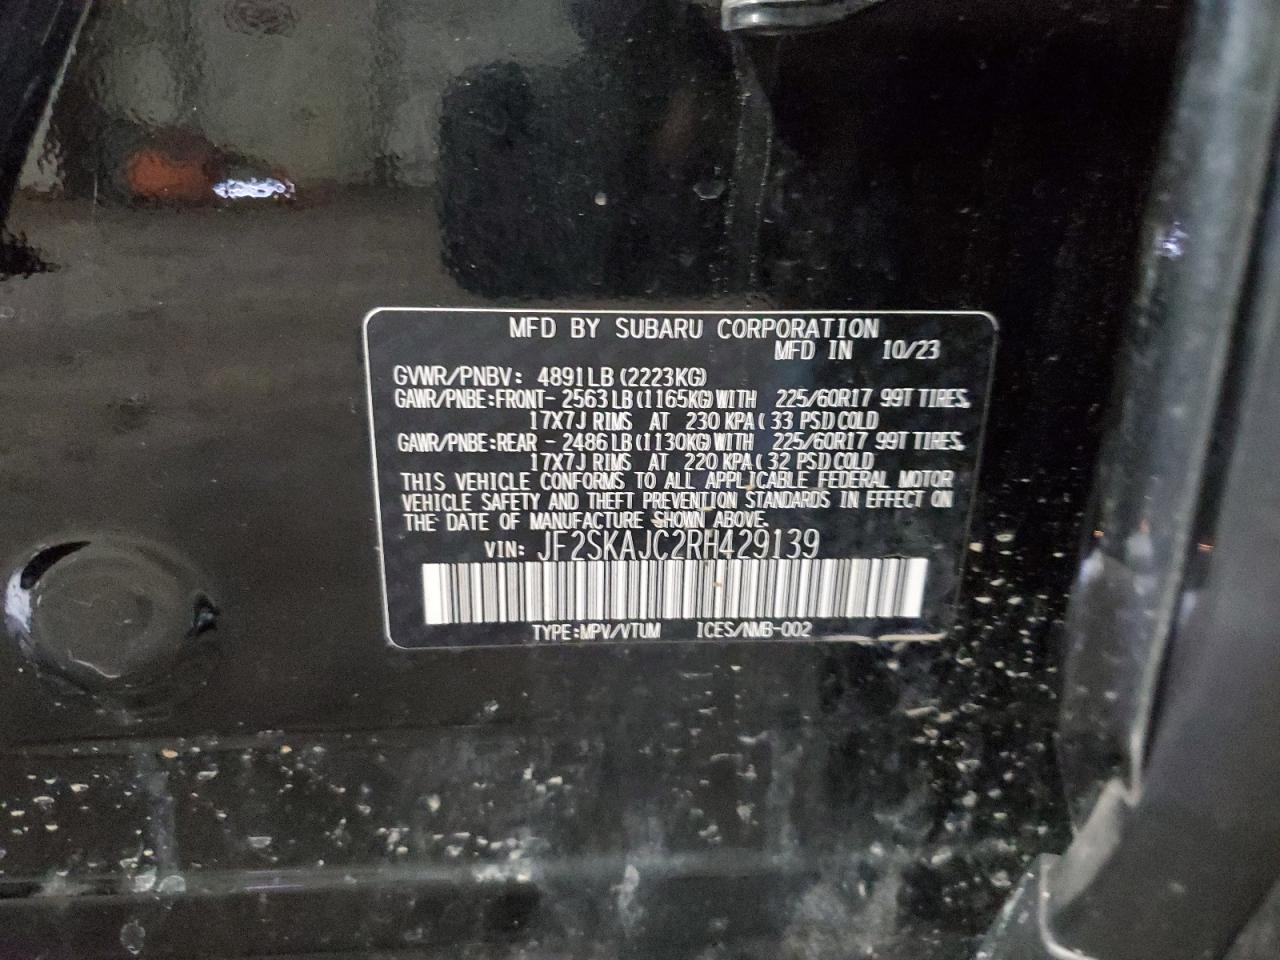 MFD BY SUBARU CORPORATION
MFD IN 10/23
GVWR/PNBV: 4891LB(2223KG)
GAWR/PNBE:FRONT- 2563LB(1165KG)WITH 225/60R17 99T TIRES,
17X7J RIMS AT 230 KPA(33 PSI)COLD
GAWR/PNBE:REAR - 2486LB(1130KG)WITH 225/60R17 99T TIRES,
17X7J RIMS AT 220 KPA(32 PSI)COLD
THIS VEHICLE CONFORMS TO ALL APPLICABLE FEDERAL MOTOR
VEHICLE SAFETY AND THEFT PREVENTION STANDARDS IN EFFECT ON
THE DATE OF MANUFACTURE SHOWN ABOVE.
VIN: JF2SKAJC2RH429139
TYPE:MPV/VTUM ICES/NMB-002